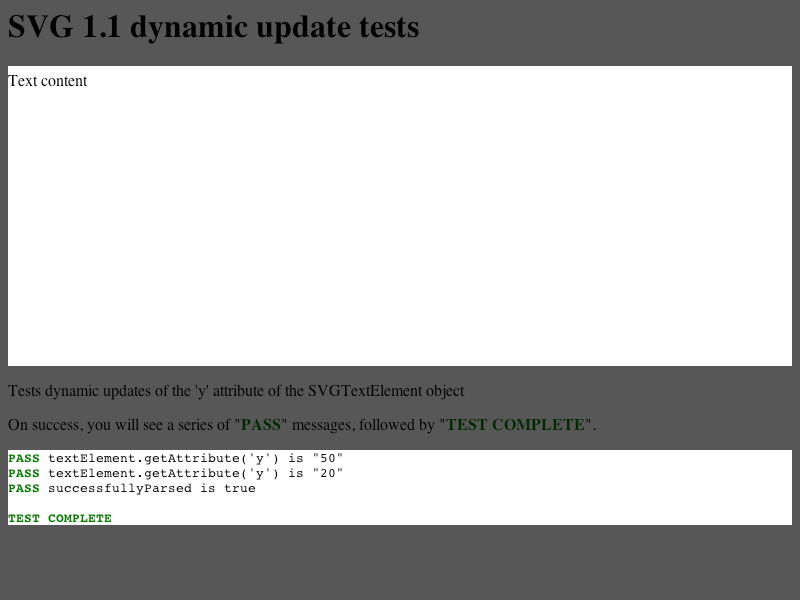 SVG 1.1 dynamic update tests
Text content
Tests dynamic updates of the 'y' attribute of the SVGTextElement object
On success, you will see a series of "PASS" messages, followed by "TEST COMPLETE".
PASS textElement.getAttribute('y') is "50"
PASS textElement.getAttribute('y') is "20"
PASS successfullyParsed is true
TEST COMPLETE